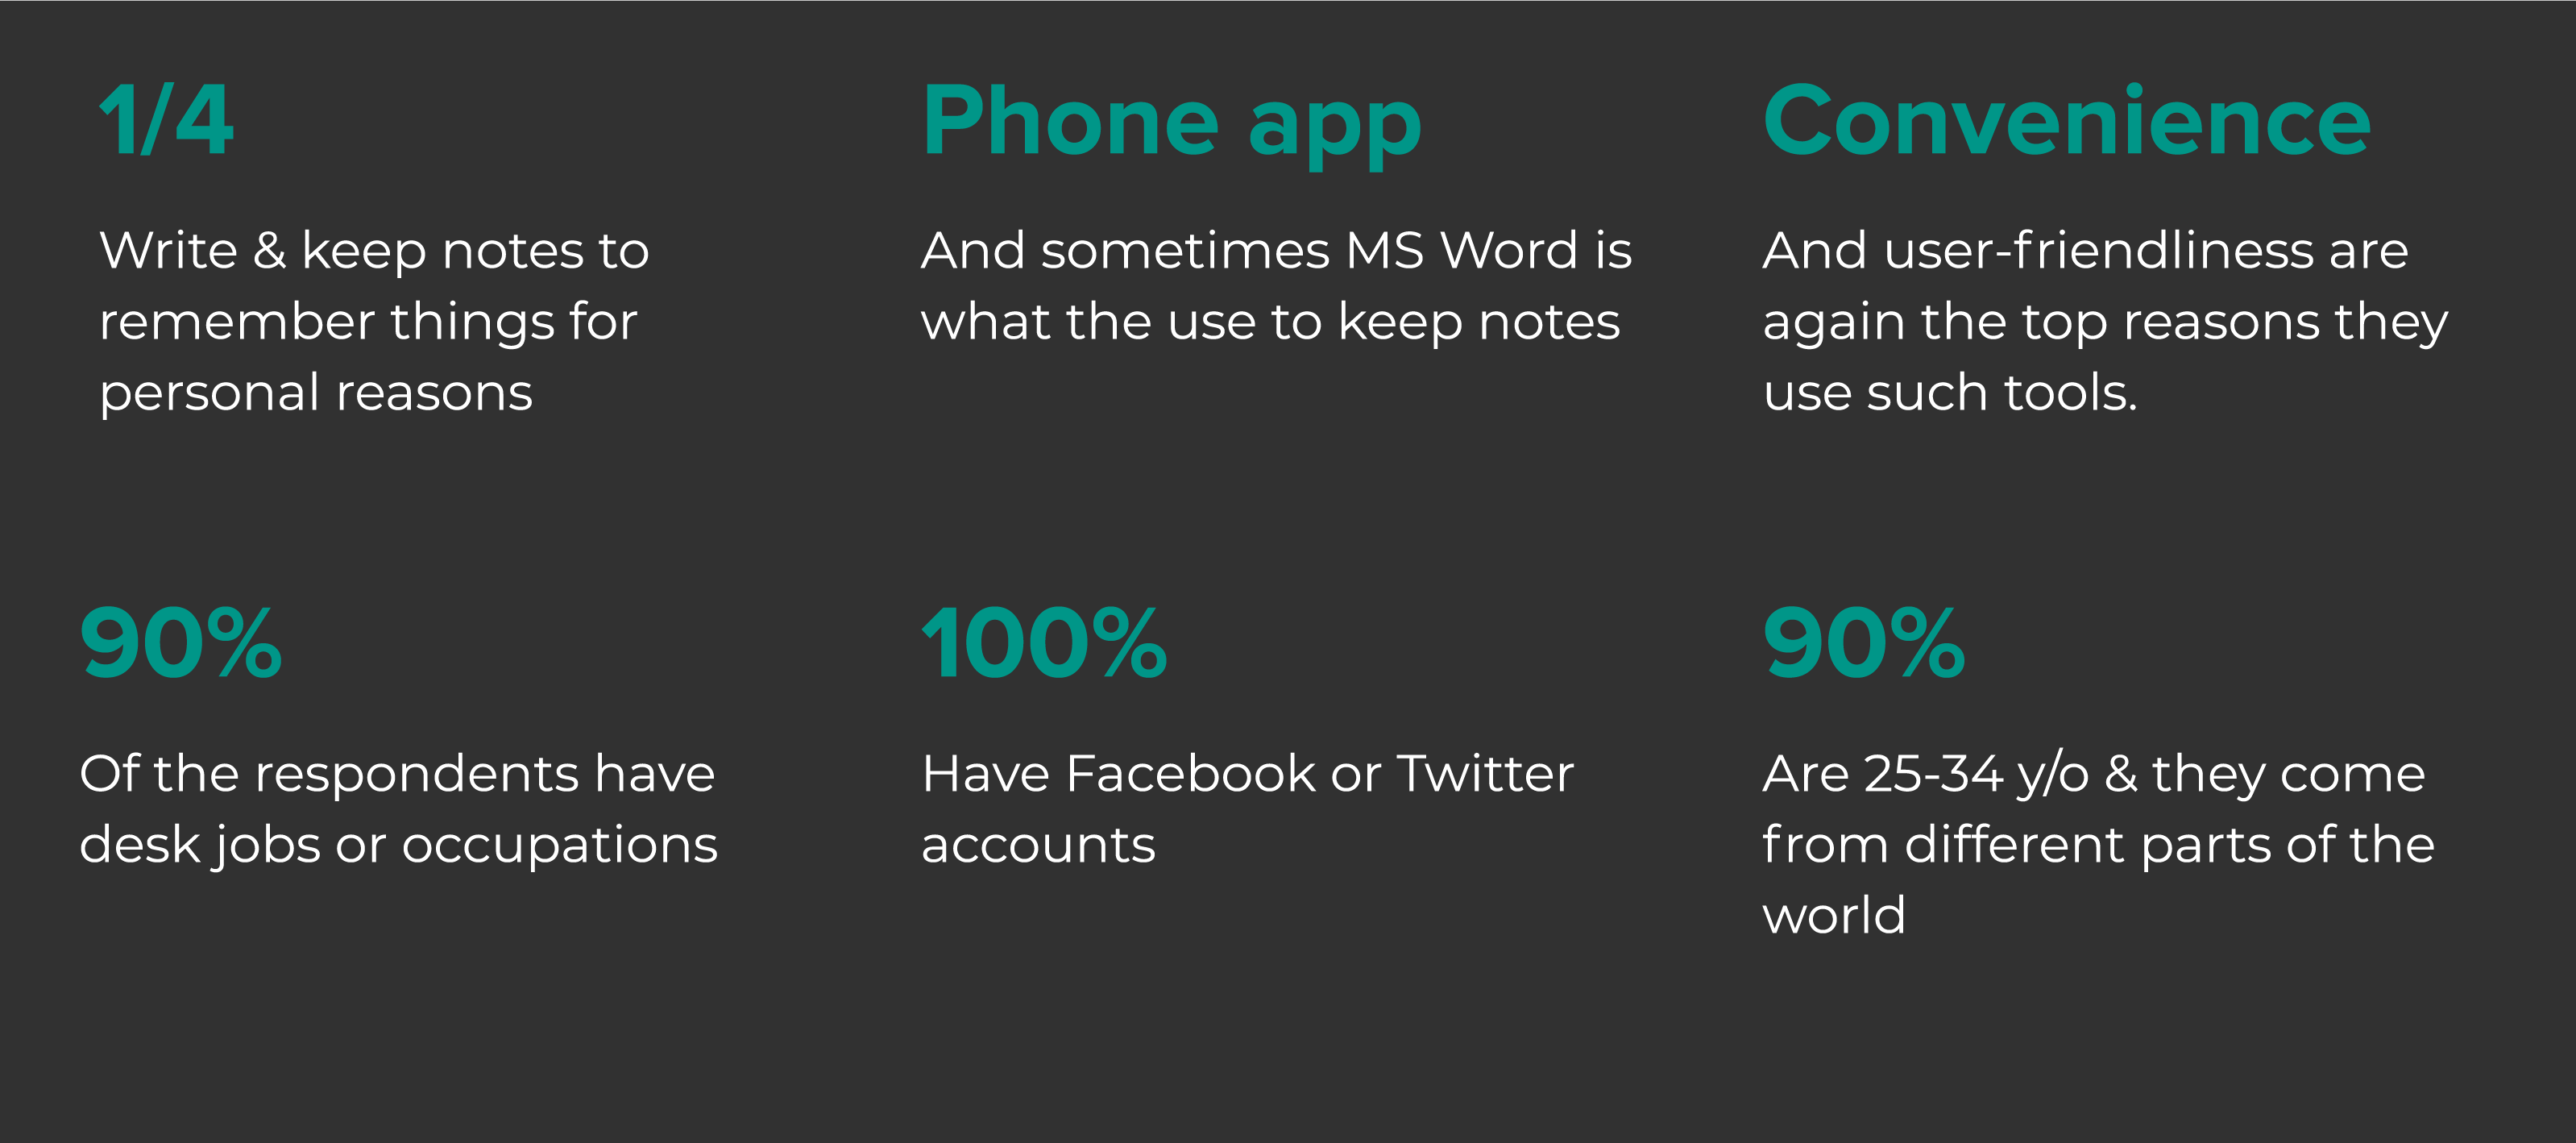 1/4
Write & keep notes to
remember things for
personal reasons
Phone app
And sometimes MS Word is
what the use to keep notes
Convenience
And user-friendliness are
again the top reasons they
use such tools.
90%
Of the respondents have
desk jobs or occupations
100%
Have Facebook or Twitter
accounts
90%
Are 25-34 y/o & they come
from different parts of the
world